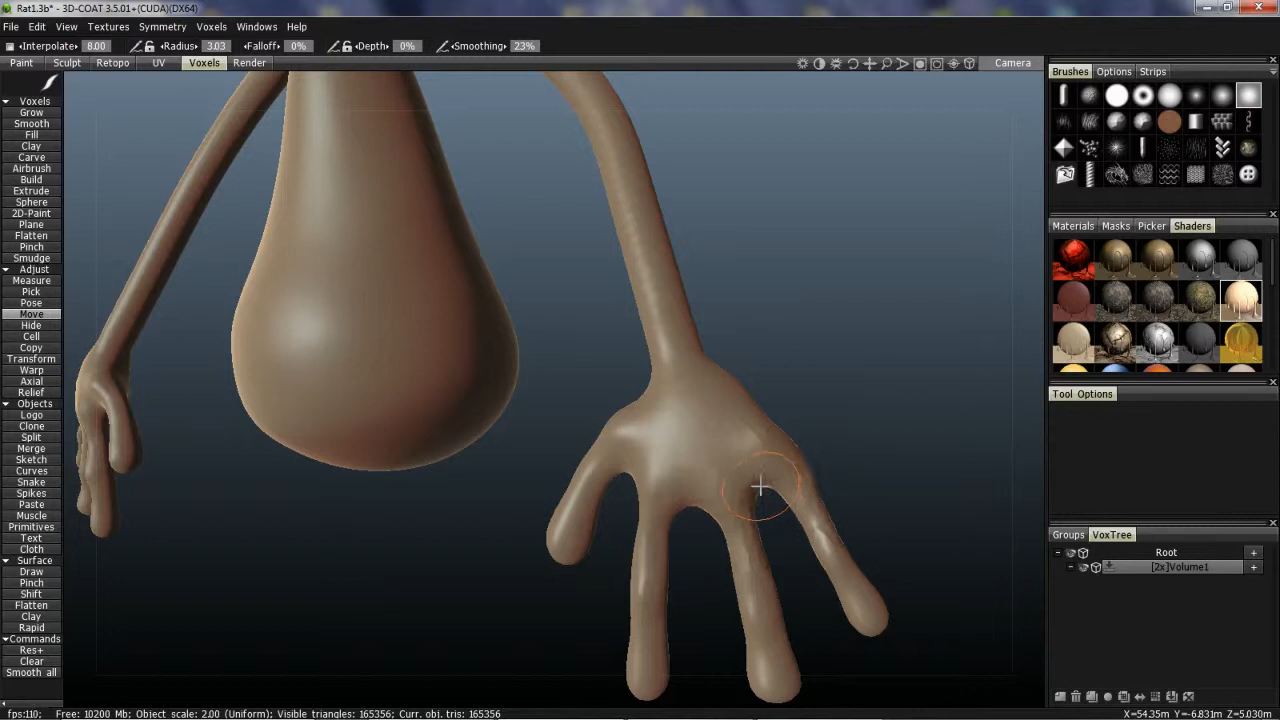 Rat1.3b* - 3D-COAT 3.5.01+(CUDA)(DX64)
File Edit View Textures Symmetry Voxels Windows Help
Interpolate 8.00 Radius 3.03 Falloff 0% Depth 0% Smoothing 23%
Paint Sculpt Retopo UV Voxels Render Camera
Voxels
Grow
Smooth
Fill
Clay
Carve
Airbrush
Build
Extrude
Sphere
2D-Paint
Plane
Flatten
Pinch
Smudge
Adjust
Measure
Pick
Pose
Move
Hide
Cell
Copy
Transform
Warp
Axial
Relief
Objects
Logo
Clone
Split
Merge
Sketch
Curves
Snake
Spikes
Paste
Muscle
Primitives
Text
Cloth
Surface
Draw
Pinch
Shift
Flatten
Clay
Rapid
Commands
Res+
Clear
Smooth all
Brushes Options Strips
Materials Masks Picker Shaders
Tool Options
Groups VoxTree
Root +
[2x]Volume1 +
fps:110; Free: 10200 Mb; Object scale: 2.00 (Uniform); Visible triangles: 165356; Curr. obj. tris: 165356 X=54.35m Y=-6.831m Z=5.030m